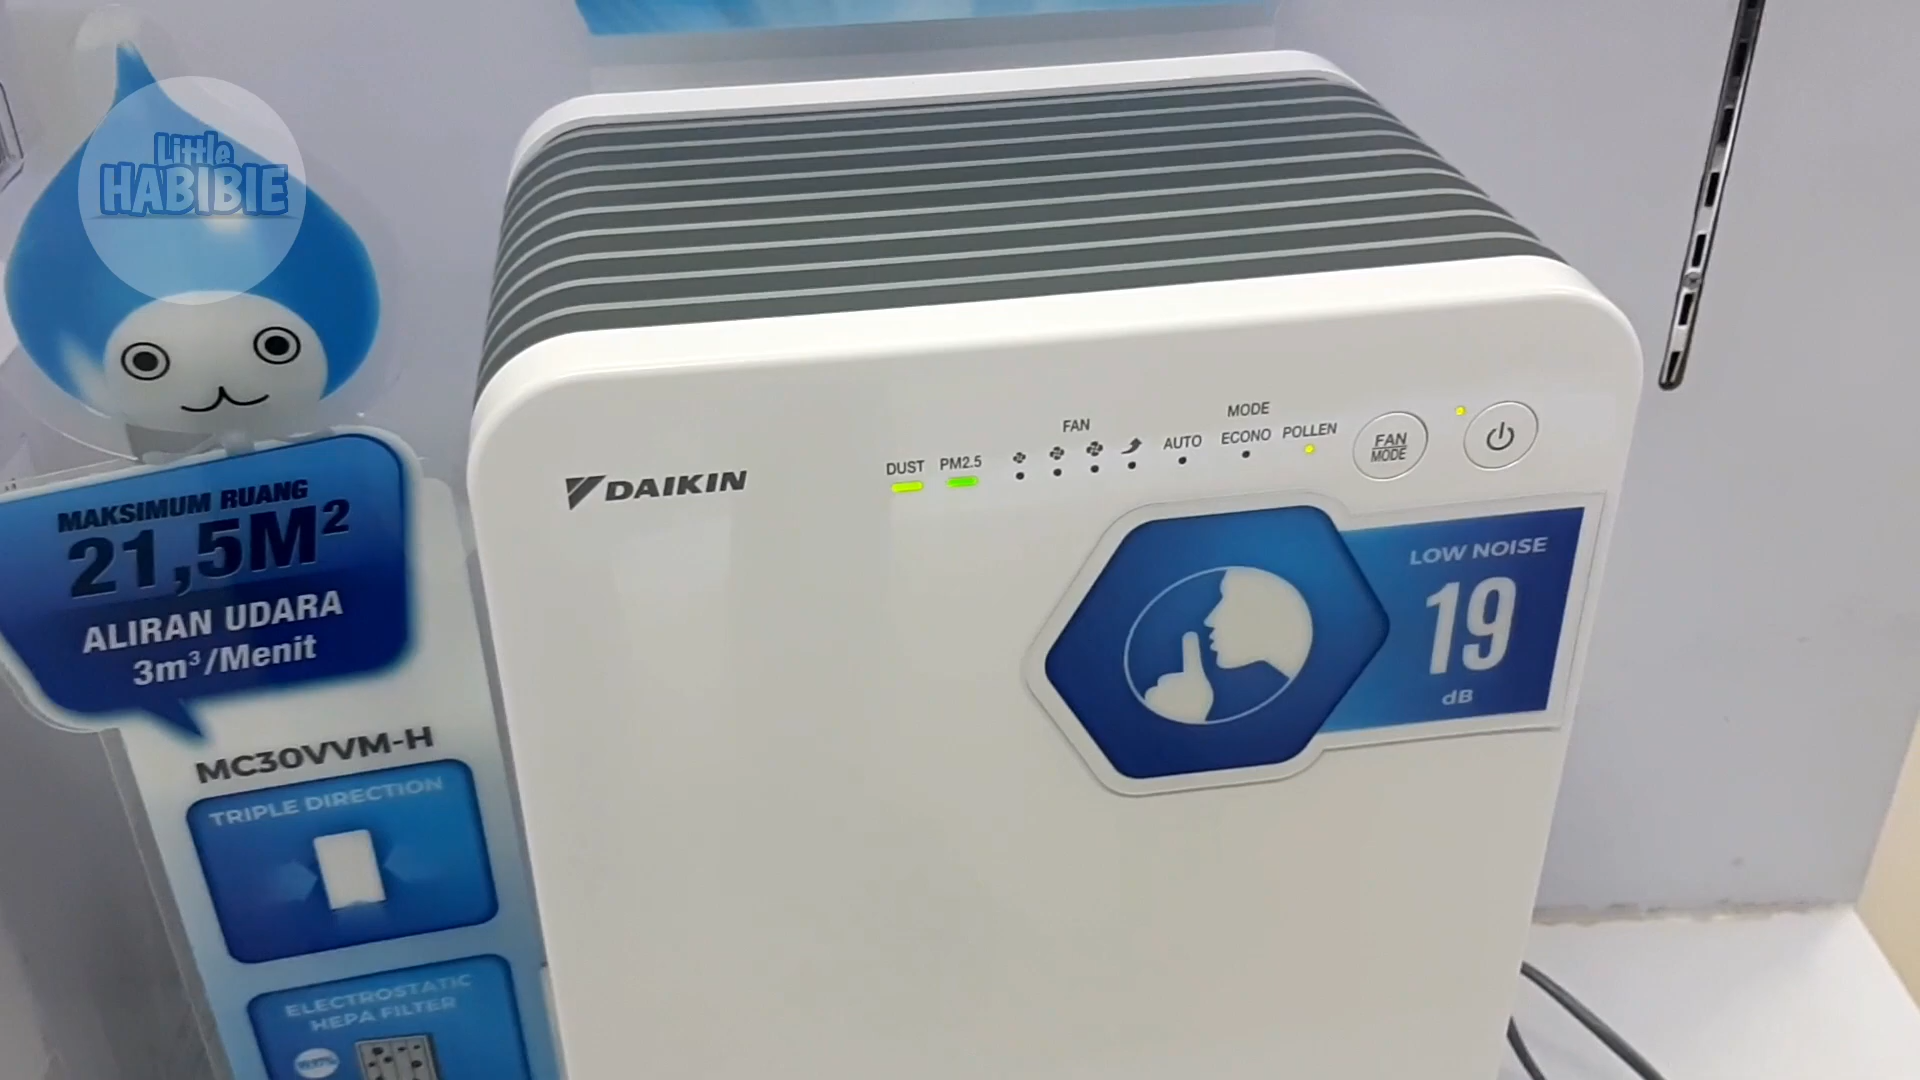 Little
HABIBIE
MAKSIMUM RUANG
21,5M²
ALIRAN UDARA
3m³/Menit
MC30VVM-H
TRIPLE DIRECTION
ELECTROSTATIC
HEPA FILTER
DAIKIN
DUST PM2.5
FAN
AUTO
MODE
ECONO POLLEN
FAN
MODE
LOW NOISE
19
dB